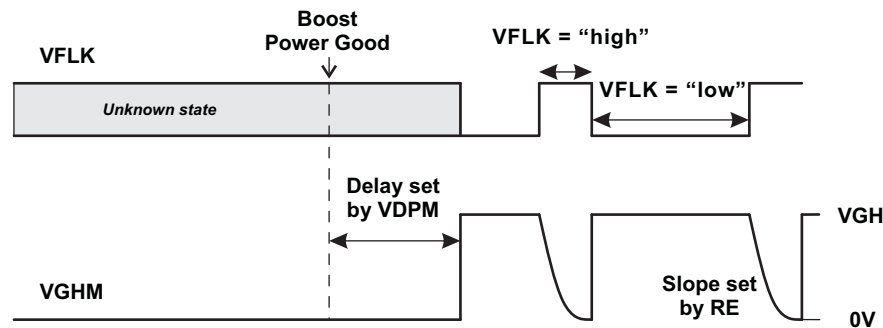 Boost
Power Good
VFLK
VFLK = “high”
VFLK = “low”
Unknown state
Delay set
by VDPM
VGH
VGHM
Slope set
by RE
0V